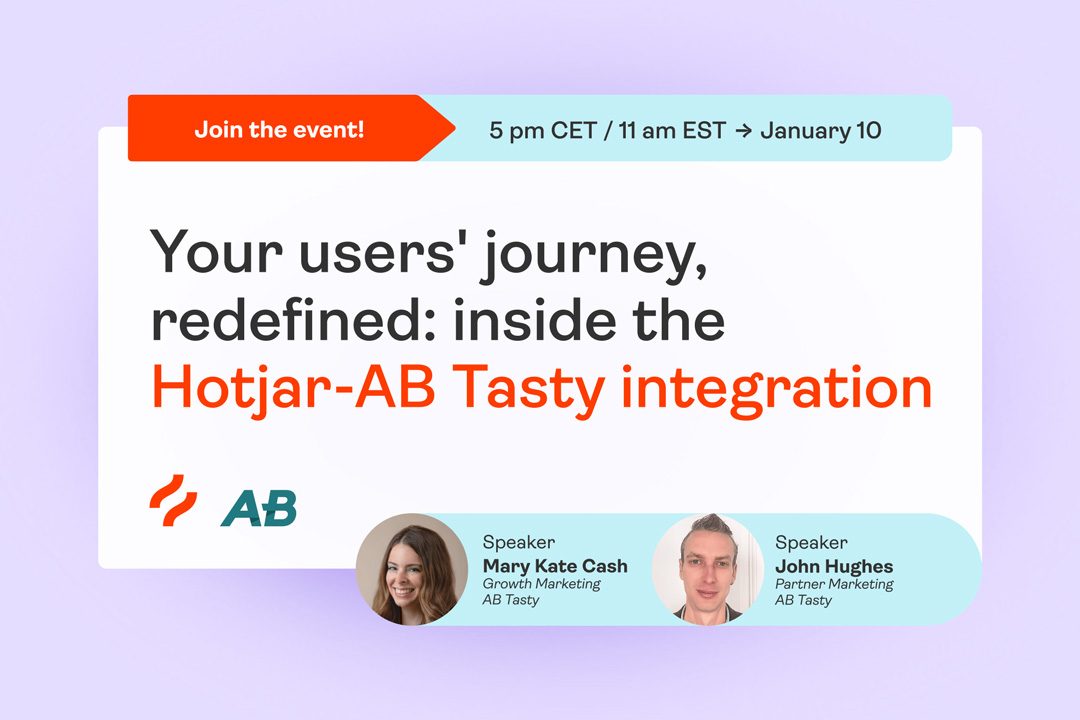 Join the event!
5 pm CET / 11 am EST → January 10
Your users' journey,
redefined: inside the
Hotjar-AB Tasty integration
AB
Speaker
Mary Kate Cash
Growth Marketing
AB Tasty
Speaker
John Hughes
Partner Marketing
AB Tasty